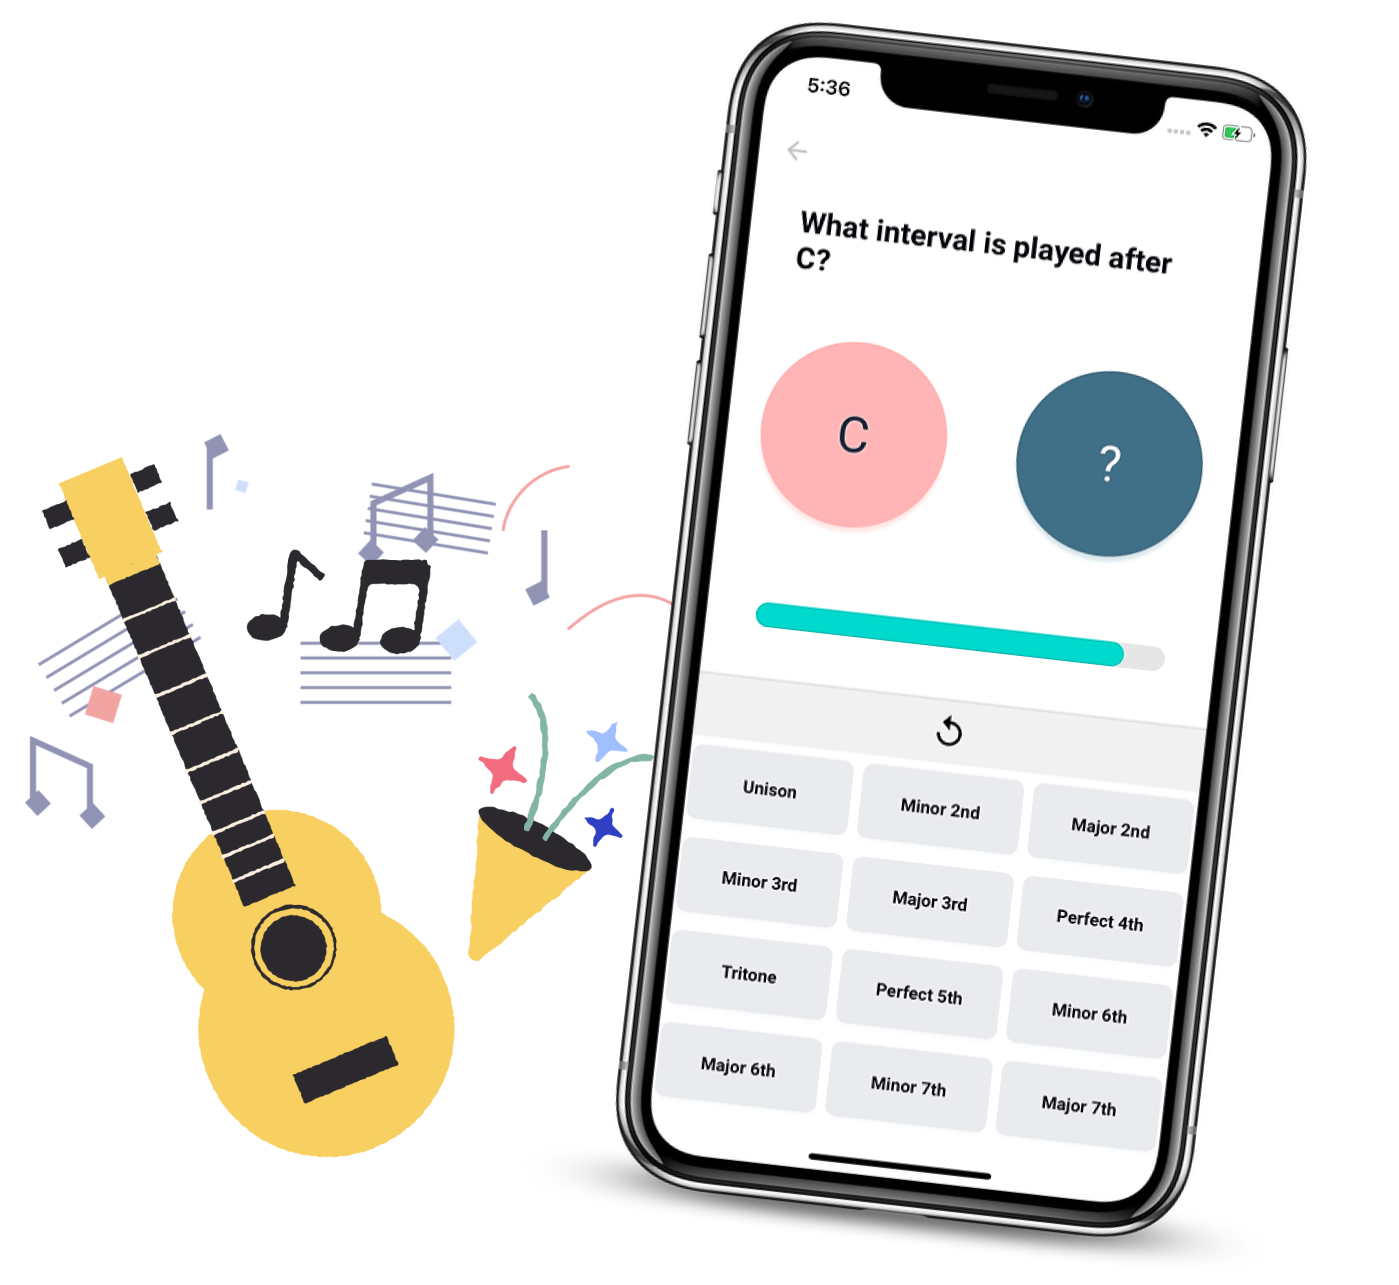 5:36
What interval is played after
C?
C
?
Unison
Minor 2nd
Major 2nd
Minor 3rd
Major 3rd
Perfect 4th
Tritone
Perfect 5th
Minor 6th
Major 6th
Minor 7th
Major 7th